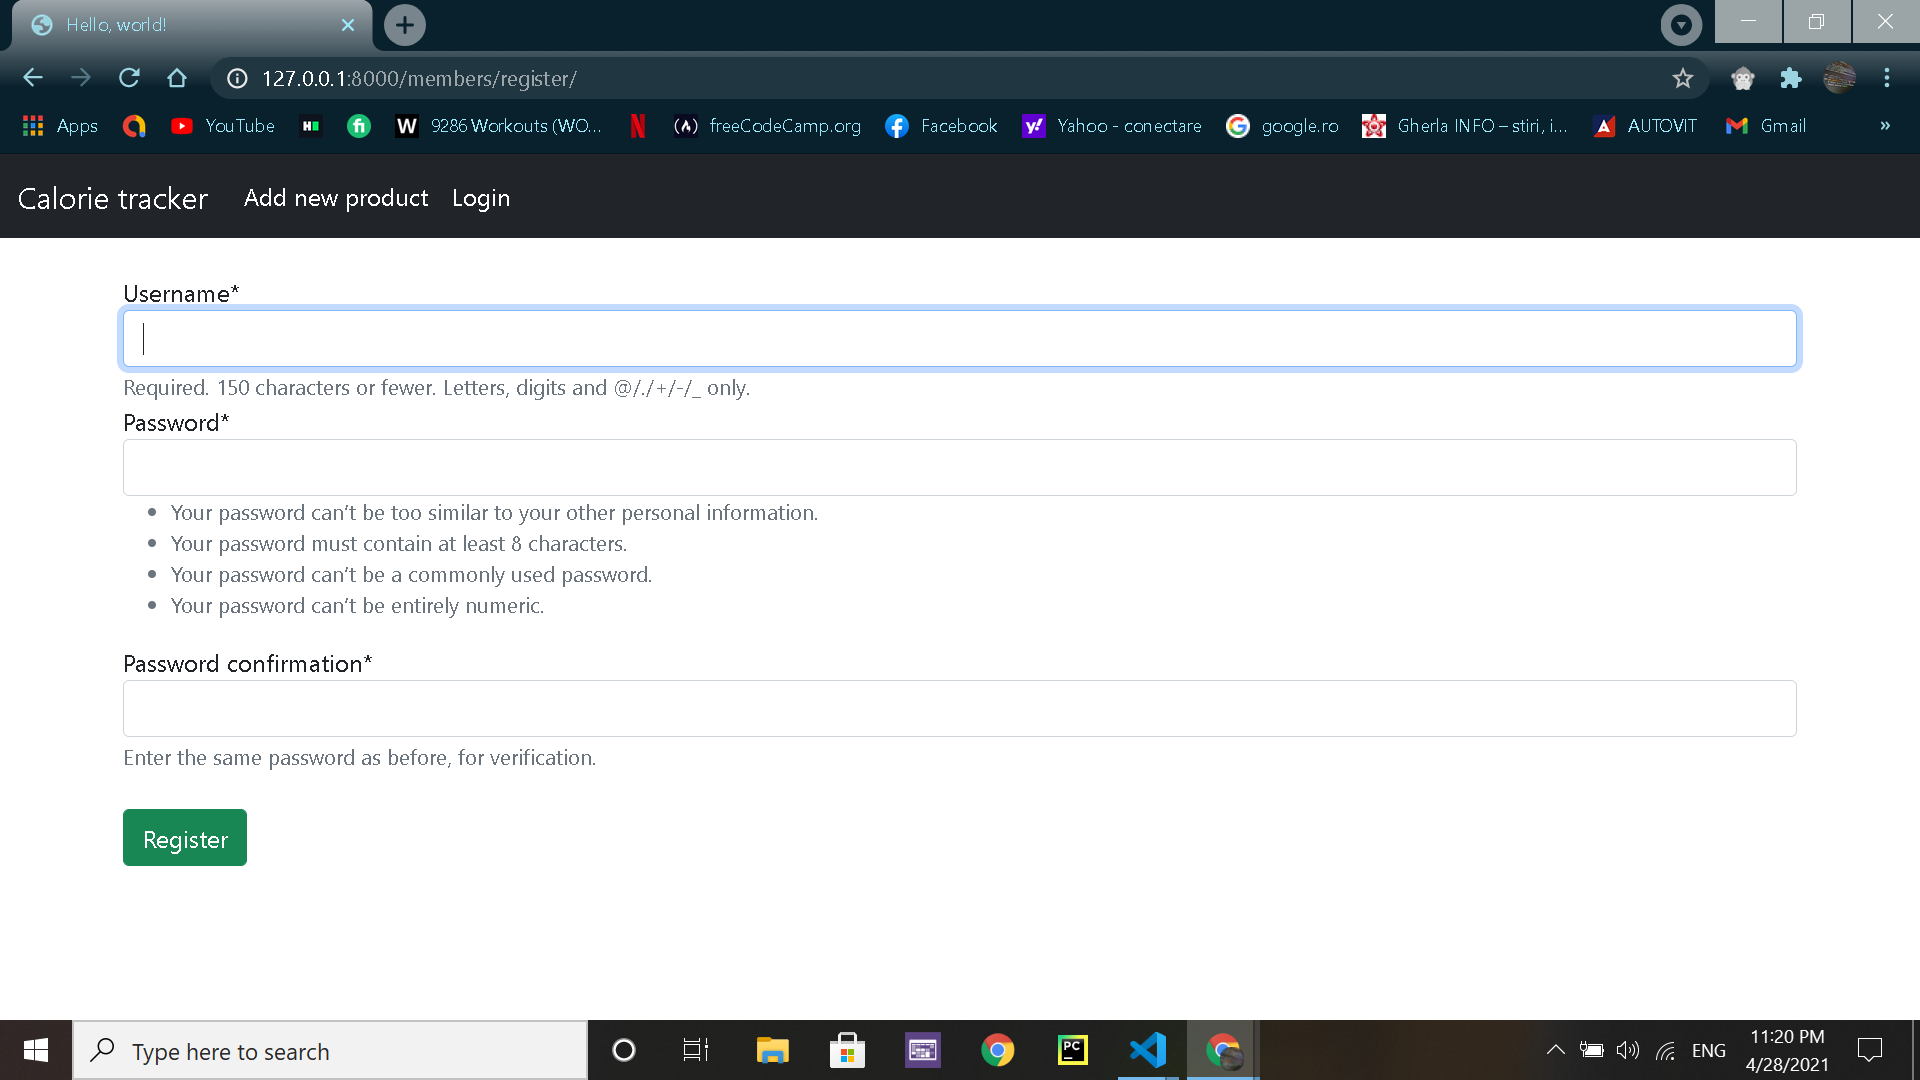 Hello, world!
127.0.0.1:8000/members/register/
Apps YouTube H fi W 9286 Workouts (WO... N (A) freeCodeCamp.org Facebook y! Yahoo - conectare G google.ro Gherla INFO – stiri, i... AUTOVIT Gmail »
Calorie tracker Add new product Login
Username*
Required. 150 characters or fewer. Letters, digits and @/./+/-/_ only.
Password*
• Your password can’t be too similar to your other personal information.
• Your password must contain at least 8 characters.
• Your password can’t be a commonly used password.
• Your password can’t be entirely numeric.
Password confirmation*
Enter the same password as before, for verification.
Register
Type here to search
PC
ENG
11:20 PM
4/28/2021